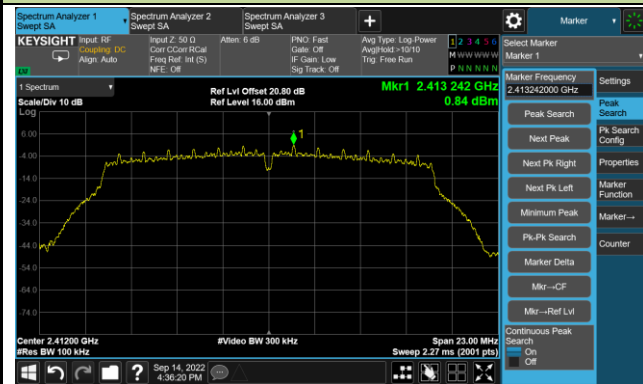 Spectrum Analyzer 1
Swept SA
Spectrum Analyzer 2
Swept SA
Spectrum Analyzer 3
Swept SA
Marker
KEYSIGHT
Input: RF
Coupling: DC
Align: Auto
Input Z: 50 Ω
Corr CCorr RCal
Freq Ref: Int (S)
NFE: Off
Atten: 6 dB
PNO: Fast
Gate: Off
IF Gain: Low
Sig Track: Off
Avg Type: Log-Power
Avg|Hold:>10/10
Trig: Free Run
1 2 3 4 5 6
M W W W W W
P N N N N N
LVI
Select Marker
Marker 1
1 Spectrum
Scale/Div 10 dB
Log
Ref Lvl Offset 20.80 dB
Ref Level 16.00 dBm
Mkr1 2.413 242 GHz
0.84 dBm
1
6.00
-4.00
-14.0
-24.0
-34.0
-44.0
-54.0
-64.0
-74.0
Center 2.41200 GHz
#Res BW 100 kHz
#Video BW 300 kHz
Span 23.00 MHz
Sweep 2.27 ms (2001 pts)
Marker Frequency
2.413242000 GHz
Peak Search
Next Peak
Next Pk Right
Next Pk Left
Minimum Peak
Pk-Pk Search
Marker Delta
Mkr→CF
Mkr→Ref Lvl
Continuous Peak
Search
On
Off
Settings
Peak
Search
Pk Search
Config
Properties
Marker
Function
Marker→
Counter
Sep 14, 2022
4:36:20 PM